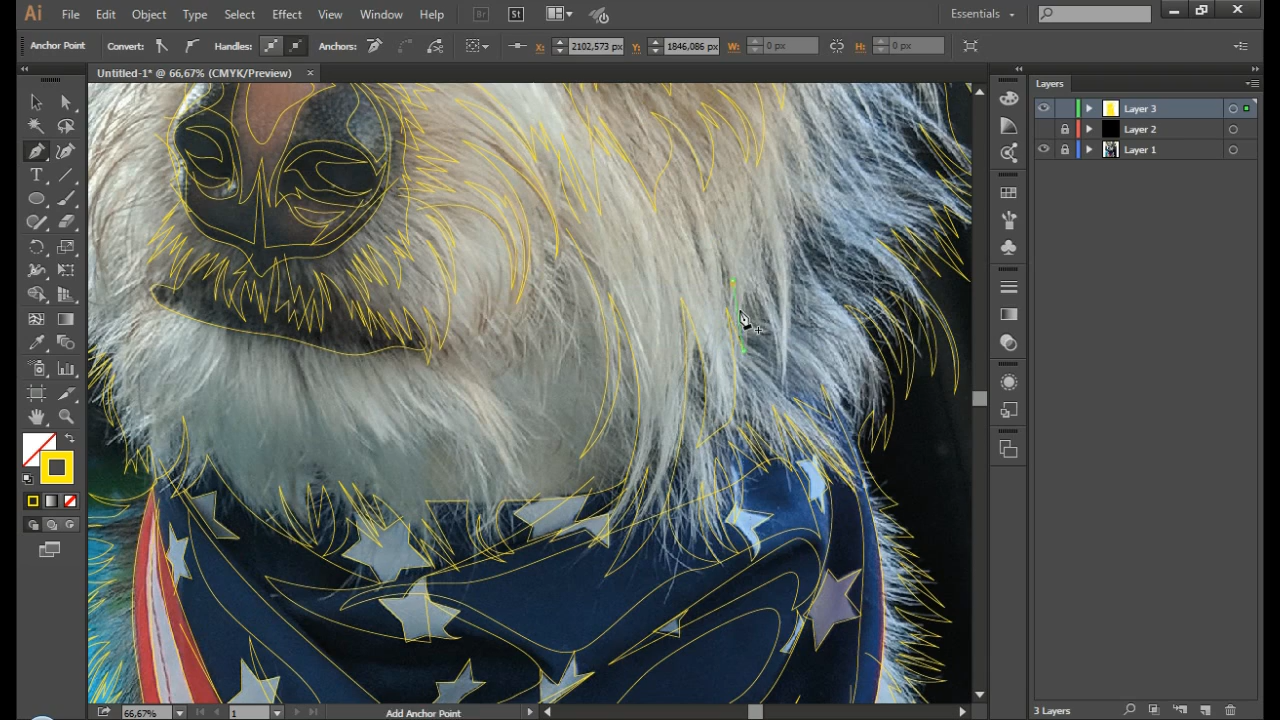 Ai File Edit Object Type Select Effect View Window Help Br St Essentials
Anchor Point Convert: Handles: Anchors: X: 2102,573 px Y: 1846,086 px W: 0 px H: 0 px
Untitled-1* @ 66,67% (CMYK/Preview) ×
Layers
Layer 3
Layer 2
Layer 1
T
66,67% 1 Add Anchor Point
3 Layers